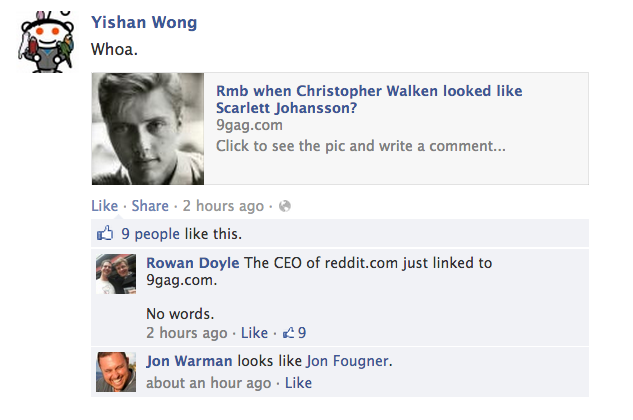 Yishan Wong
Whoa.
Rmb when Christopher Walken looked like
Scarlett Johansson?
9gag.com
Click to see the pic and write a comment...
Like · Share · 2 hours ago ·
9 people like this.
Rowan Doyle The CEO of reddit.com just linked to
9gag.com.
No words.
2 hours ago · Like · 9
Jon Warman looks like Jon Fougner.
about an hour ago · Like